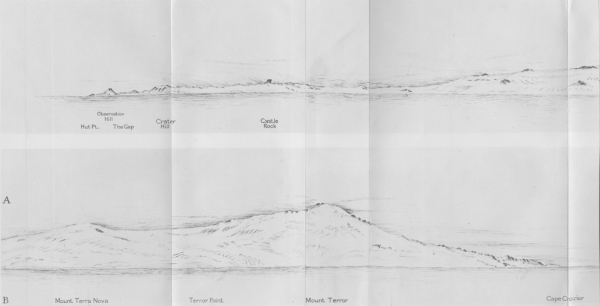 Observation
Hill
Hut Pt.
The Gap
Crater
Hill
Castle
Rock
A
Mount Terra Nova
Terror Point
Mount Terror
Cape Crozier
B